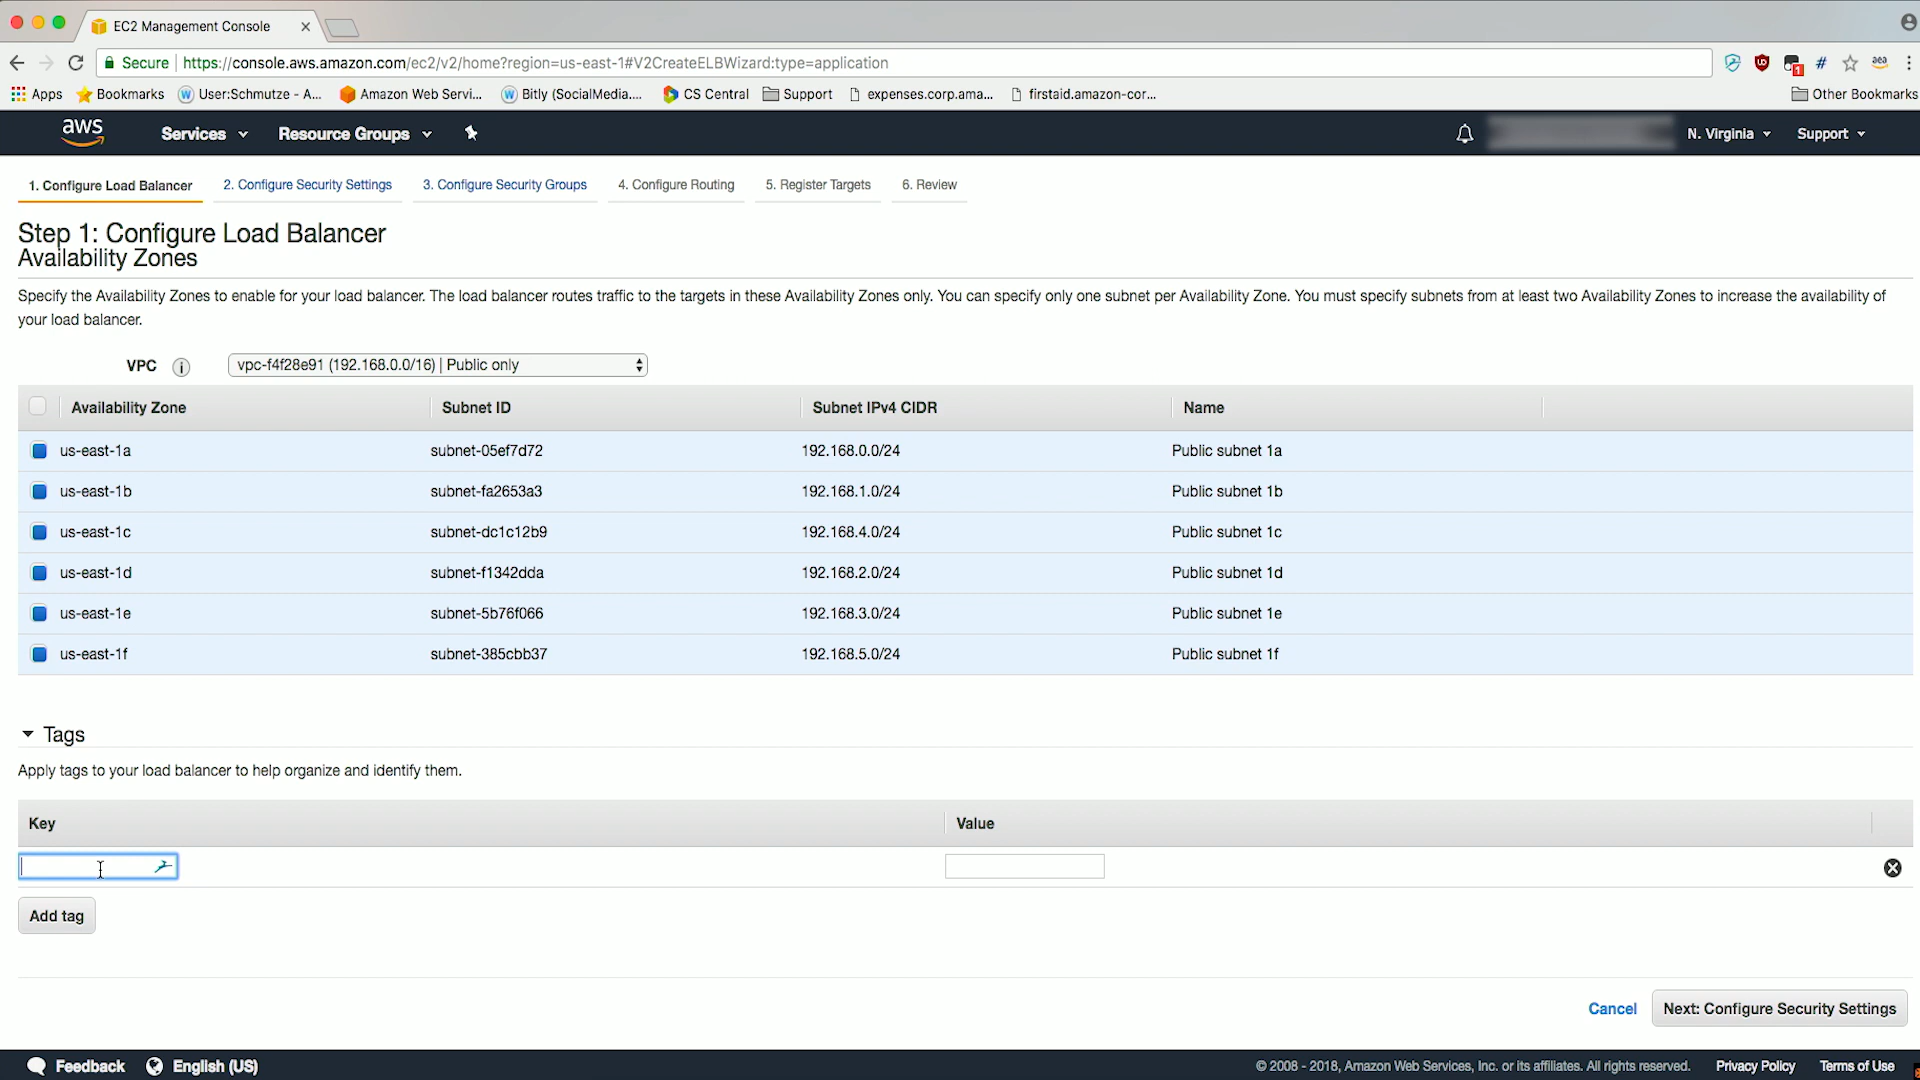 EC2 Management Console
Secure https://console.aws.amazon.com/ec2/v2/home?region=us-east-1#V2CreateELBWizard:type=application
Apps Bookmarks User:Schmutze - A... Amazon Web Servi... Bitly (SocialMedia.... CS Central Support expenses.corp.ama... firstaid.amazon-cor... Other Bookmarks
aws Services Resource Groups N. Virginia Support
1. Configure Load Balancer 2. Configure Security Settings 3. Configure Security Groups 4. Configure Routing 5. Register Targets 6. Review
Step 1: Configure Load Balancer
Availability Zones
Specify the Availability Zones to enable for your load balancer. The load balancer routes traffic to the targets in these Availability Zones only. You can specify only one subnet per Availability Zone. You must specify subnets from at least two Availability Zones to increase the availability of
your load balancer.
VPC i vpc-f4f28e91 (192.168.0.0/16) | Public only
Availability Zone Subnet ID Subnet IPv4 CIDR Name
us-east-1a subnet-05ef7d72 192.168.0.0/24 Public subnet 1a
us-east-1b subnet-fa2653a3 192.168.1.0/24 Public subnet 1b
us-east-1c subnet-dc1c12b9 192.168.4.0/24 Public subnet 1c
us-east-1d subnet-f1342dda 192.168.2.0/24 Public subnet 1d
us-east-1e subnet-5b76f066 192.168.3.0/24 Public subnet 1e
us-east-1f subnet-385cbb37 192.168.5.0/24 Public subnet 1f
Tags
Apply tags to your load balancer to help organize and identify them.
Key Value
Add tag
Cancel Next: Configure Security Settings
Feedback English (US) © 2008 - 2018, Amazon Web Services, Inc. or its affiliates. All rights reserved. Privacy Policy Terms of Use